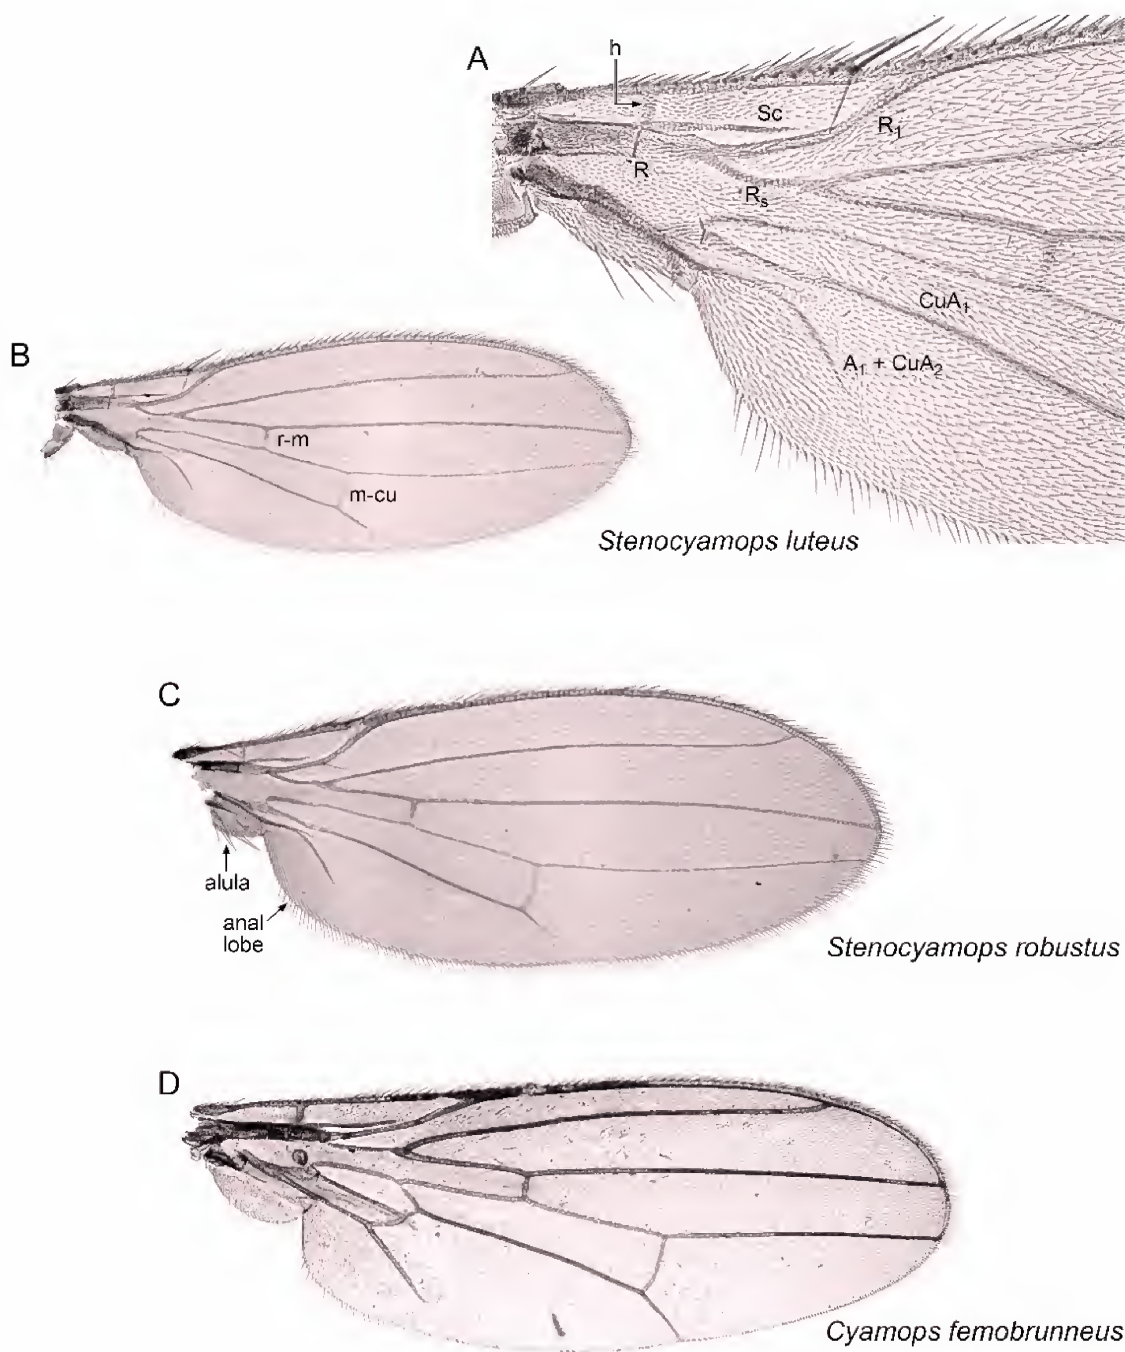 A
h
Sc
R1
R
Rs
CuA1
A1 + CuA2
B
r-m
m-cu
Stenocyamops luteus
C
alula
anal
lobe
Stenocyamops robustus
D
Cyamops femobrunneus